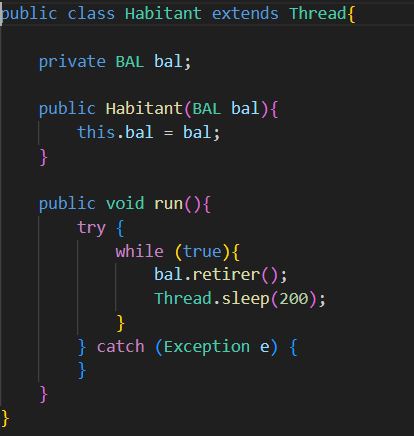 public class Habitant extends Thread{
private BAL bal;
public Habitant(BAL bal){
this.bal = bal;
}
public void run(){
try {
while (true){
bal.retirer();
Thread.sleep(200);
}
} catch (Exception e) {
}
}
}